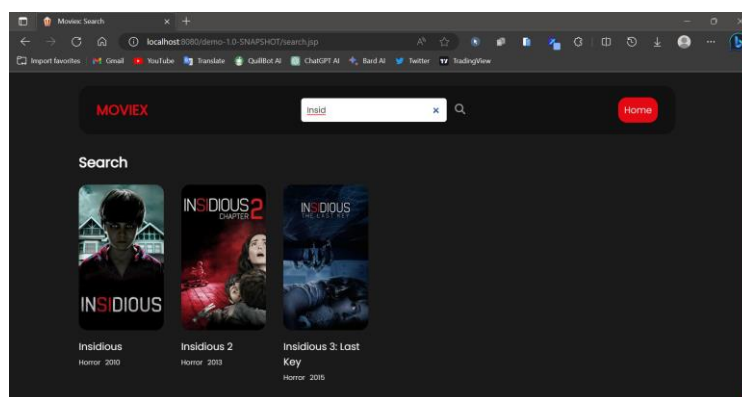 Moviex: Search
localhost:8080/demo-1.0-SNAPSHOT/search.jsp
Import favorites Gmail YouTube Translate QuillBot AI ChatGPT AI Bard AI Twitter TradingView
MOVIEX
insid
Home
Search
INSIDIOUS
INSIDIOUS
CHAPTER 2
INSIDIOUS
THE LAST KEY
Insidious
Horror 2010
Insidious 2
Horror 2013
Insidious 3: Last
Key
Horror 2015